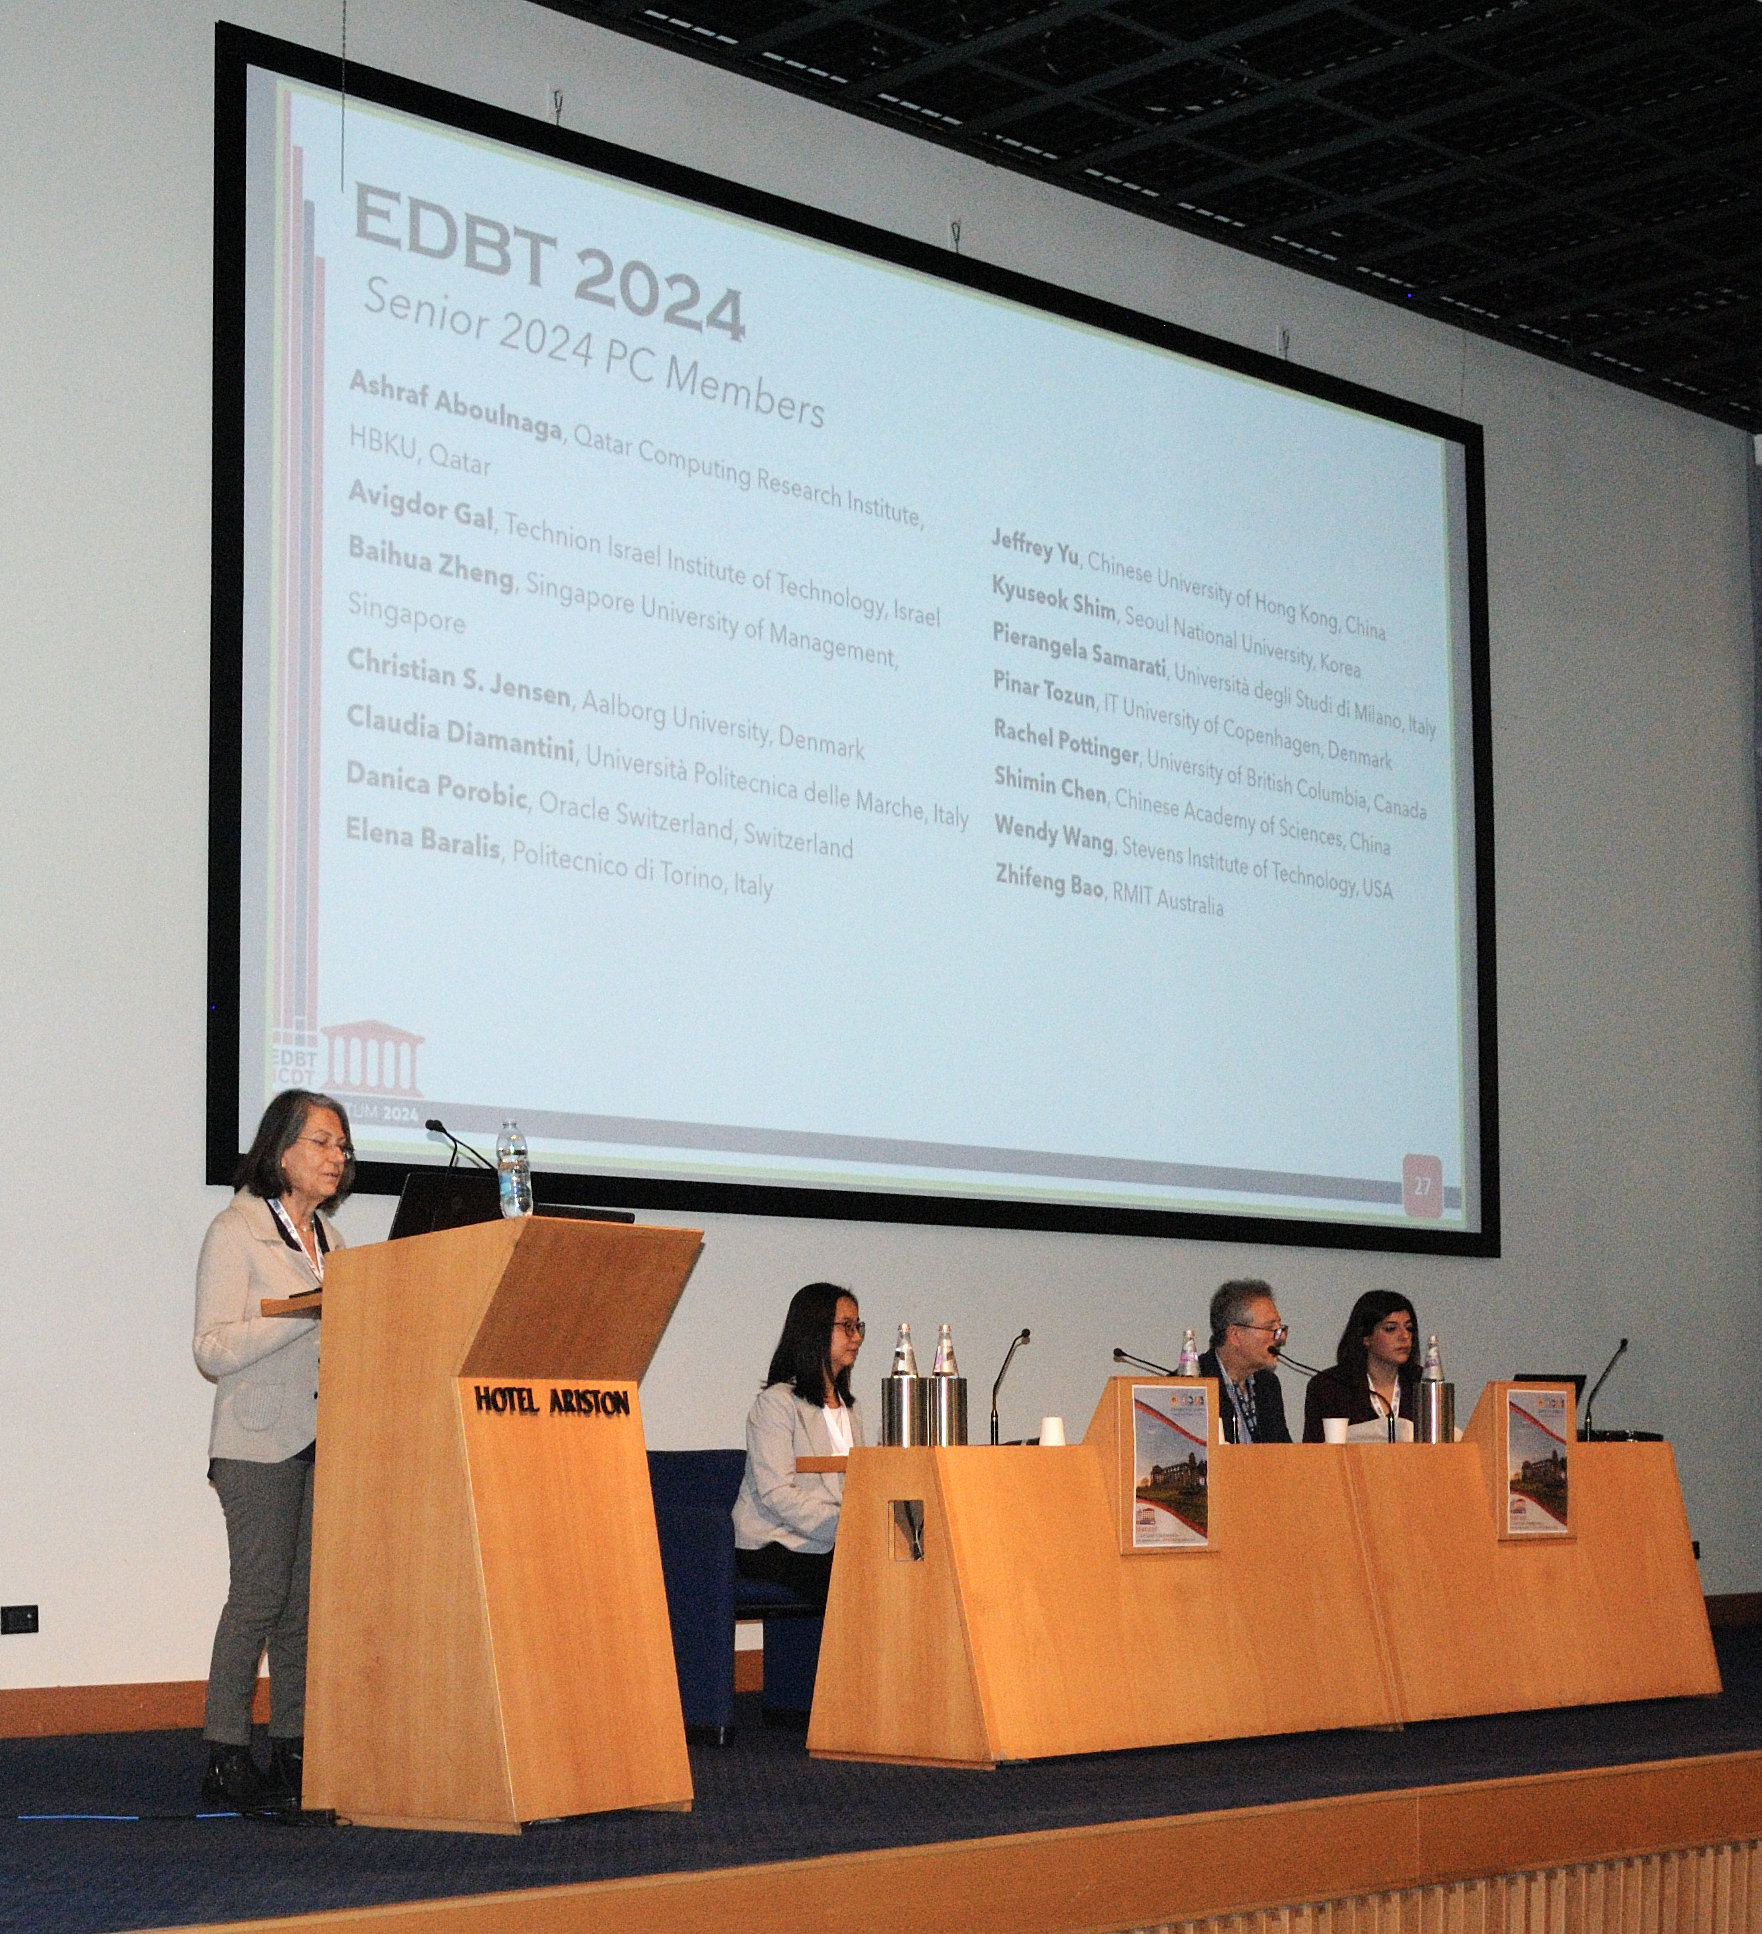 EDBT 2024
Senior 2024 PC Members
Ashraf Aboulnaga, Qatar Computing Research Institute,
HBKU, Qatar
Avigdor Gal, Technion Israel Institute of Technology, Israel
Baihua Zheng, Singapore University of Management,
Singapore
Christian S. Jensen, Aalborg University, Denmark
Claudia Diamantini, Università Politecnica delle Marche, Italy
Danica Porobic, Oracle Switzerland, Switzerland
Elena Baralis, Politecnico di Torino, Italy
Jeffrey Yu, Chinese University of Hong Kong, China
Kyuseok Shim, Seoul National University, Korea
Pierangela Samarati, Università degli Studi di Milano, Italy
Pinar Tozun, IT University of Copenhagen, Denmark
Rachel Pottinger, University of British Columbia, Canada
Shimin Chen, Chinese Academy of Sciences, China
Wendy Wang, Stevens Institute of Technology, USA
Zhifeng Bao, RMIT Australia
EDBT
ICDT
TUM 2024
27
HOTEL ARISTON